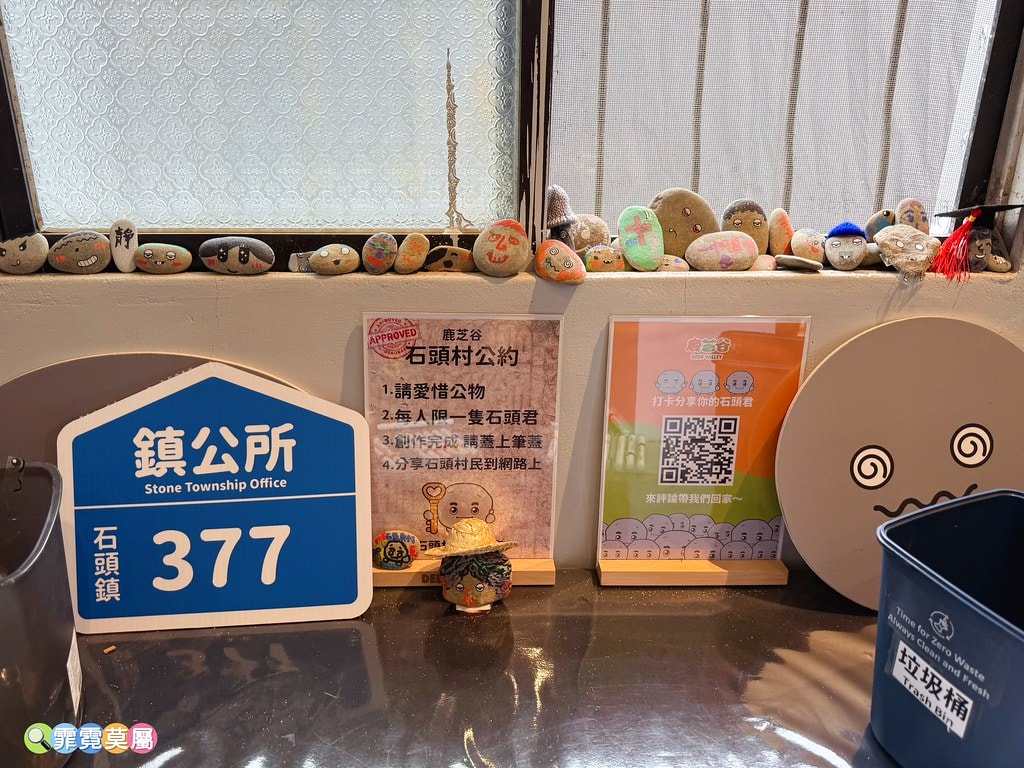 靜
鎮公所
Stone Township Office
石頭鎮
377
APPROVED
APPROVED
鹿芝谷
石頭村公約
1.請愛惜公物
2.每人限一隻石頭君
3.創作完成 請蓋上筆蓋
4.分享石頭村民到網路上
鹿芝谷
DEER VALLEY
打卡分享你的石頭君
來評論帶我們回家～
Time for Zero Waste
Always Clean and Fresh
垃圾桶
Trash Bin
霏霓莫屬